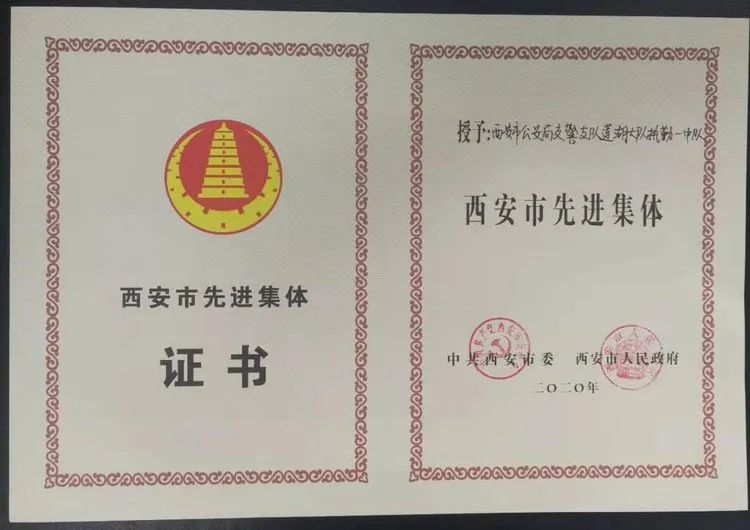 西安市先进集体
证书
授予:西安市公安局交警支队莲湖大队执勤一中队
西安市先进集体
中共西安市委 西安市人民政府
二〇二〇年